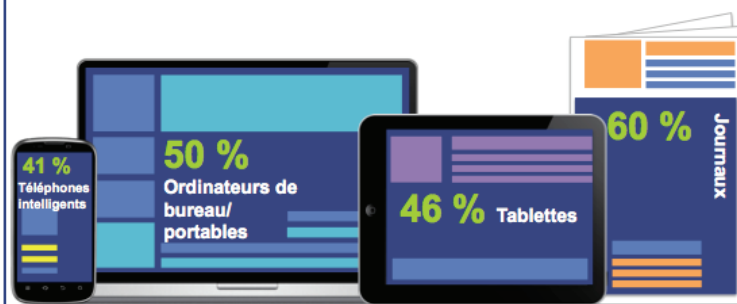 41 %
Téléphones
intelligents
50 %
Ordinateurs de
bureau/
portables
46 % Tablettes
60 %
Journaux